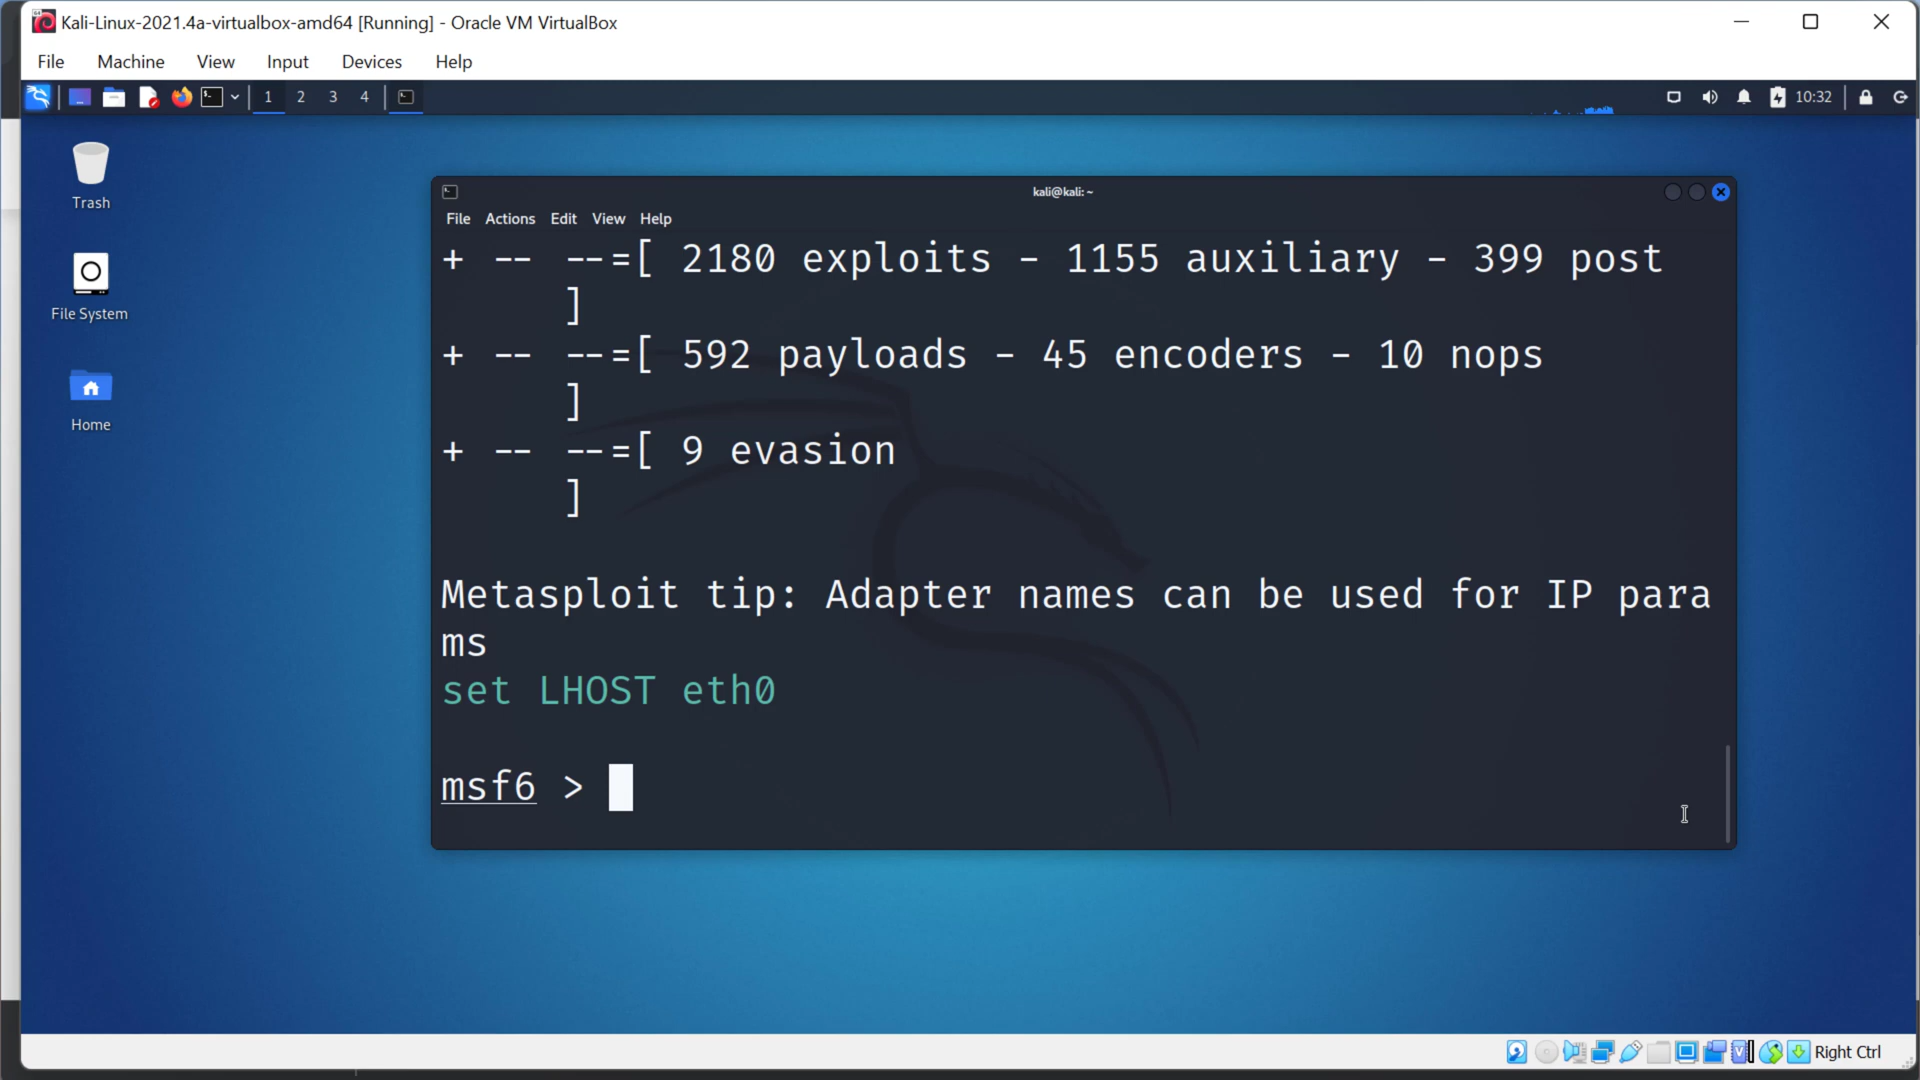 Kali-Linux-2021.4a-virtualbox-amd64 [Running] - Oracle VM VirtualBox
File Machine View Input Devices Help
1 2 3 4 10:32
Trash
File System
Home
kali@kali: ~
File Actions Edit View Help
+ -- --=[ 2180 exploits - 1155 auxiliary - 399 post
]
+ -- --=[ 592 payloads - 45 encoders - 10 nops
]
+ -- --=[ 9 evasion
]
Metasploit tip: Adapter names can be used for IP para
ms
set LHOST eth0
msf6 >
Right Ctrl